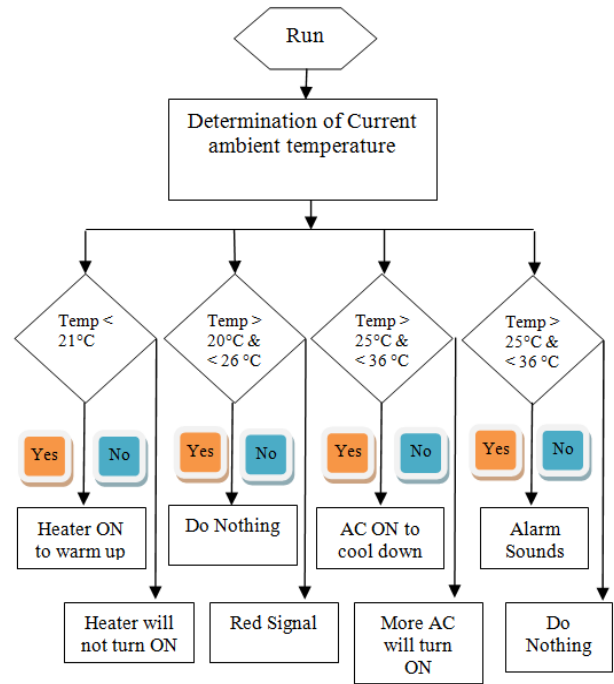 Run
Determination of Current
ambient temperature
Temp <
21°C
Temp >
20°C &
< 26 °C
Temp >
25°C &
< 36 °C
Temp >
25°C &
< 36 °C
Yes
No
Yes
No
Yes
No
Yes
No
Heater ON
to warm up
Do Nothing
AC ON to
cool down
Alarm
Sounds
Heater will
not turn ON
Red Signal
More AC
will turn
ON
Do
Nothing